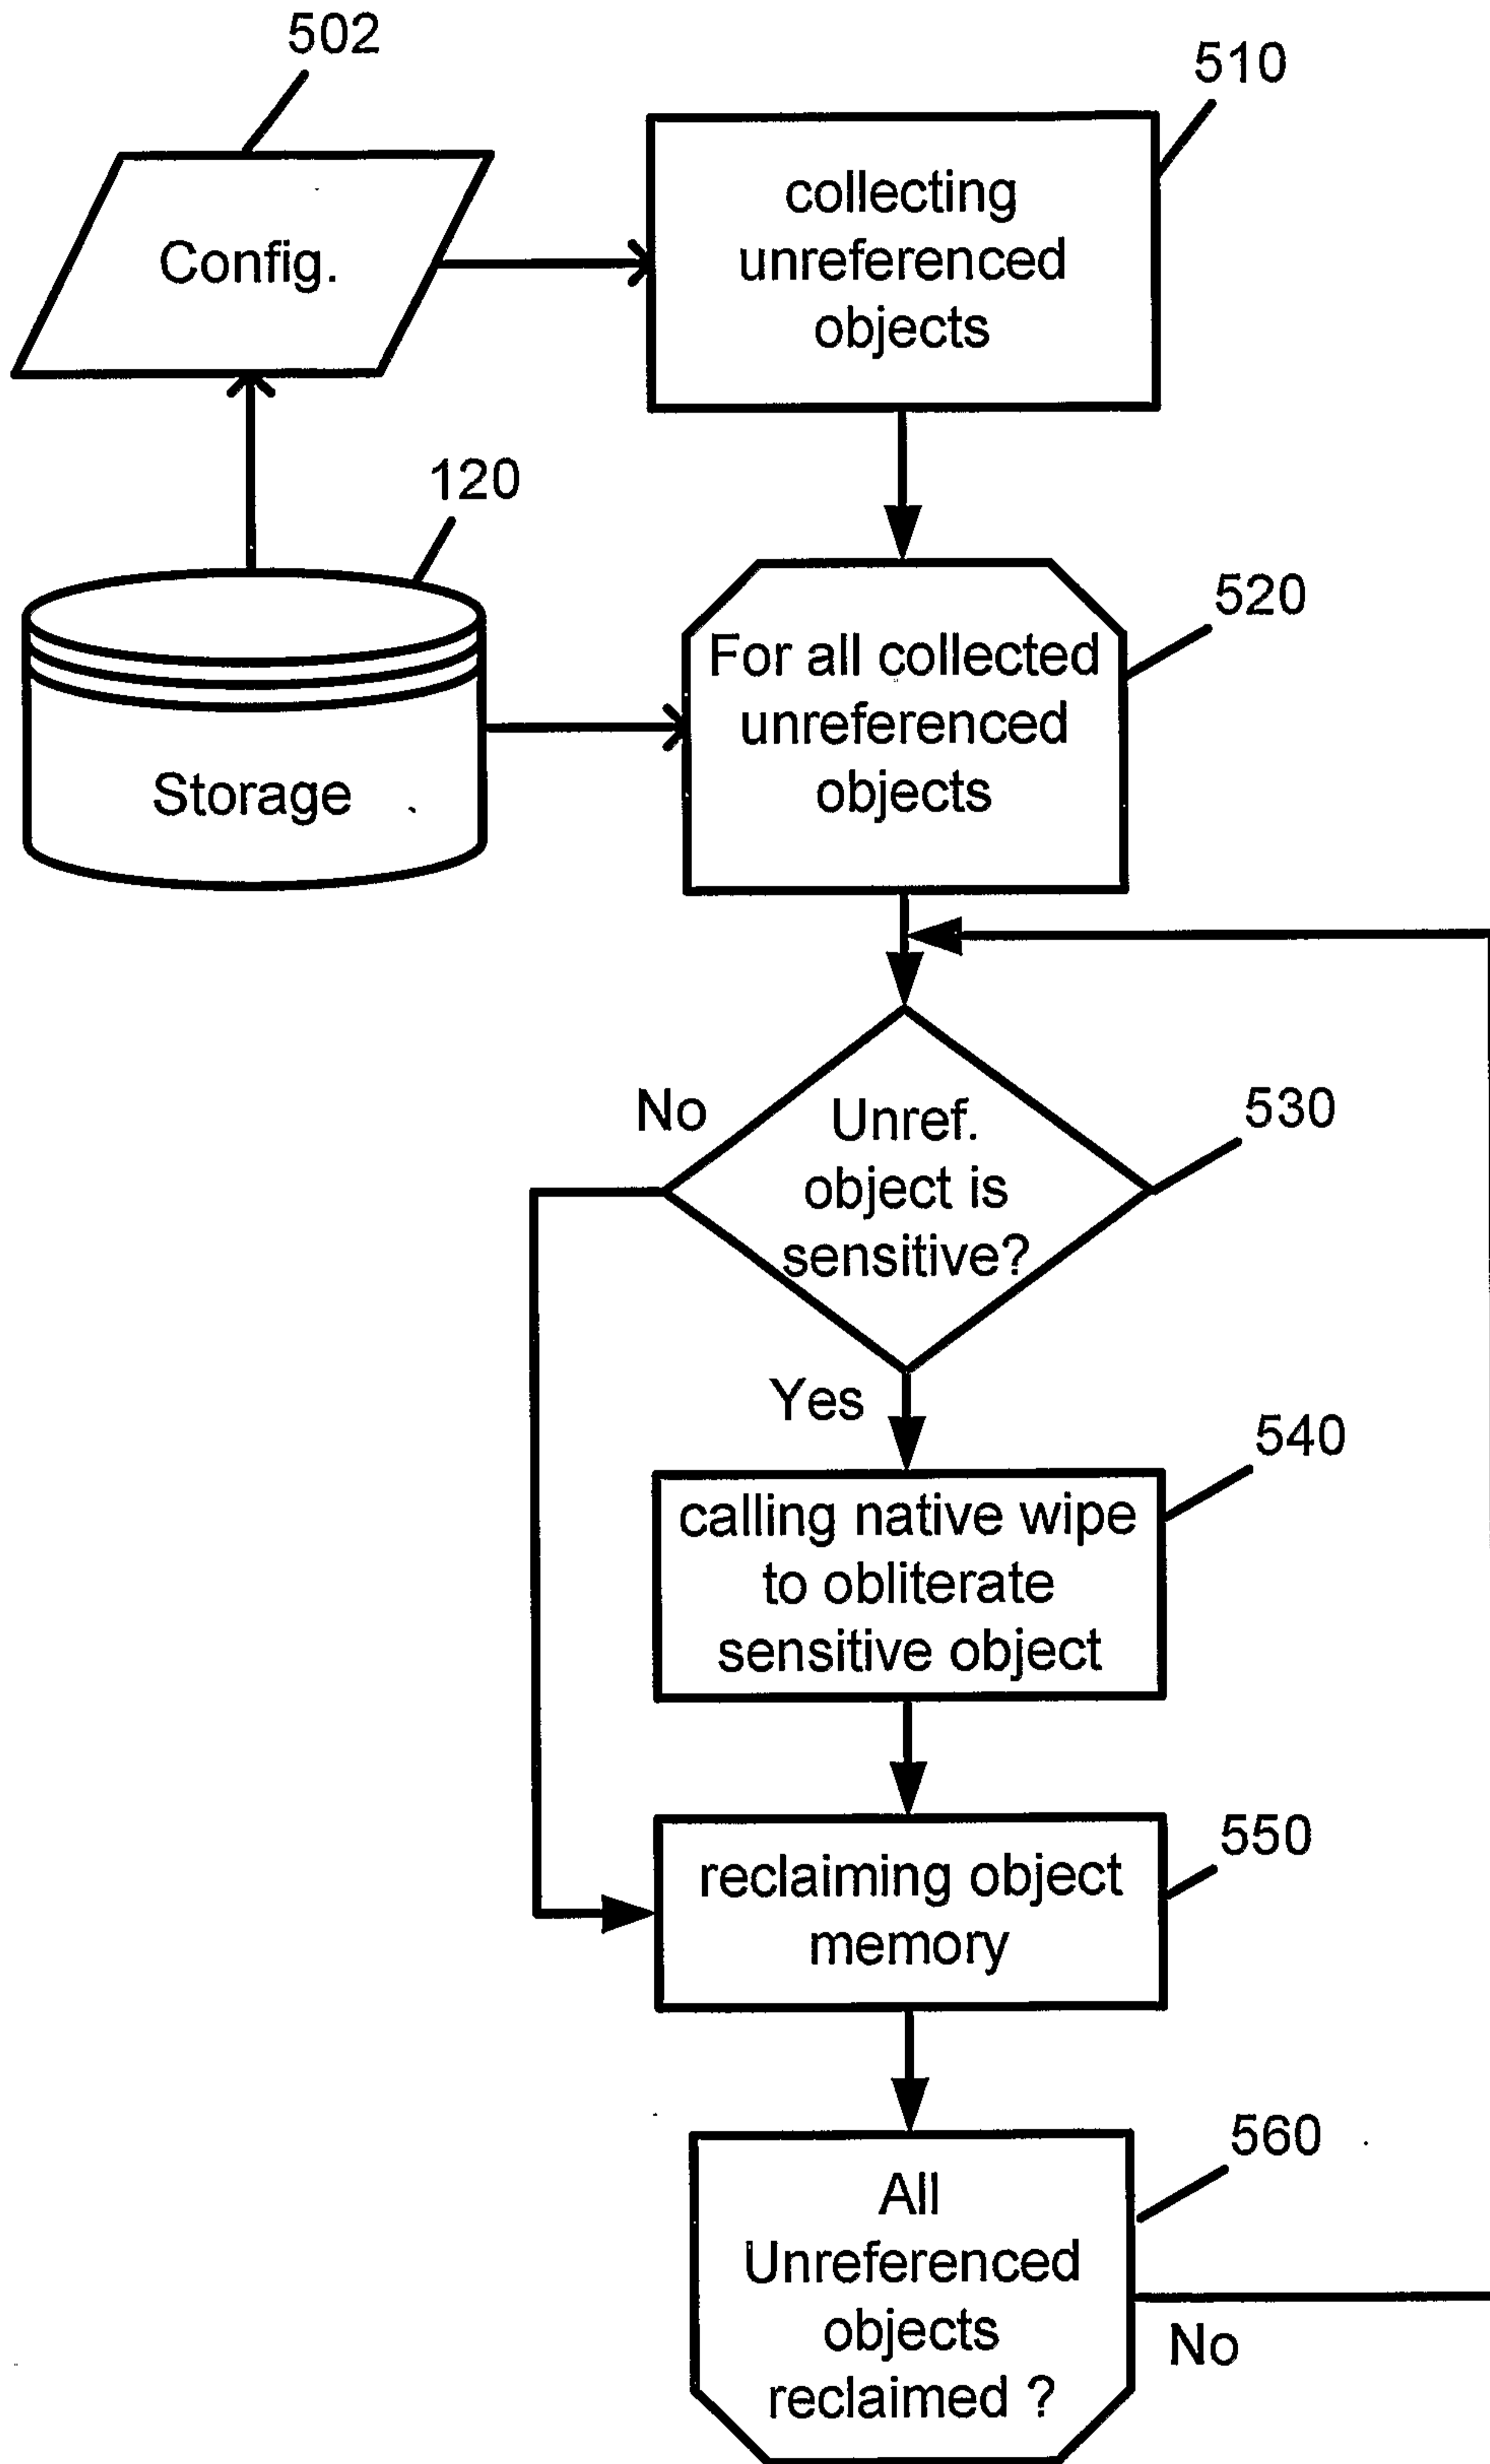 502
510
collecting
unreferenced
objects
Config.
120
520
For all collected
unreferenced
objects
Storage
No
530
Unref.
object is
sensitive?
Yes
540
calling native wipe
to obliterate
sensitive object
550
reclaiming object
memory
560
All
Unreferenced
objects
reclaimed ?
No